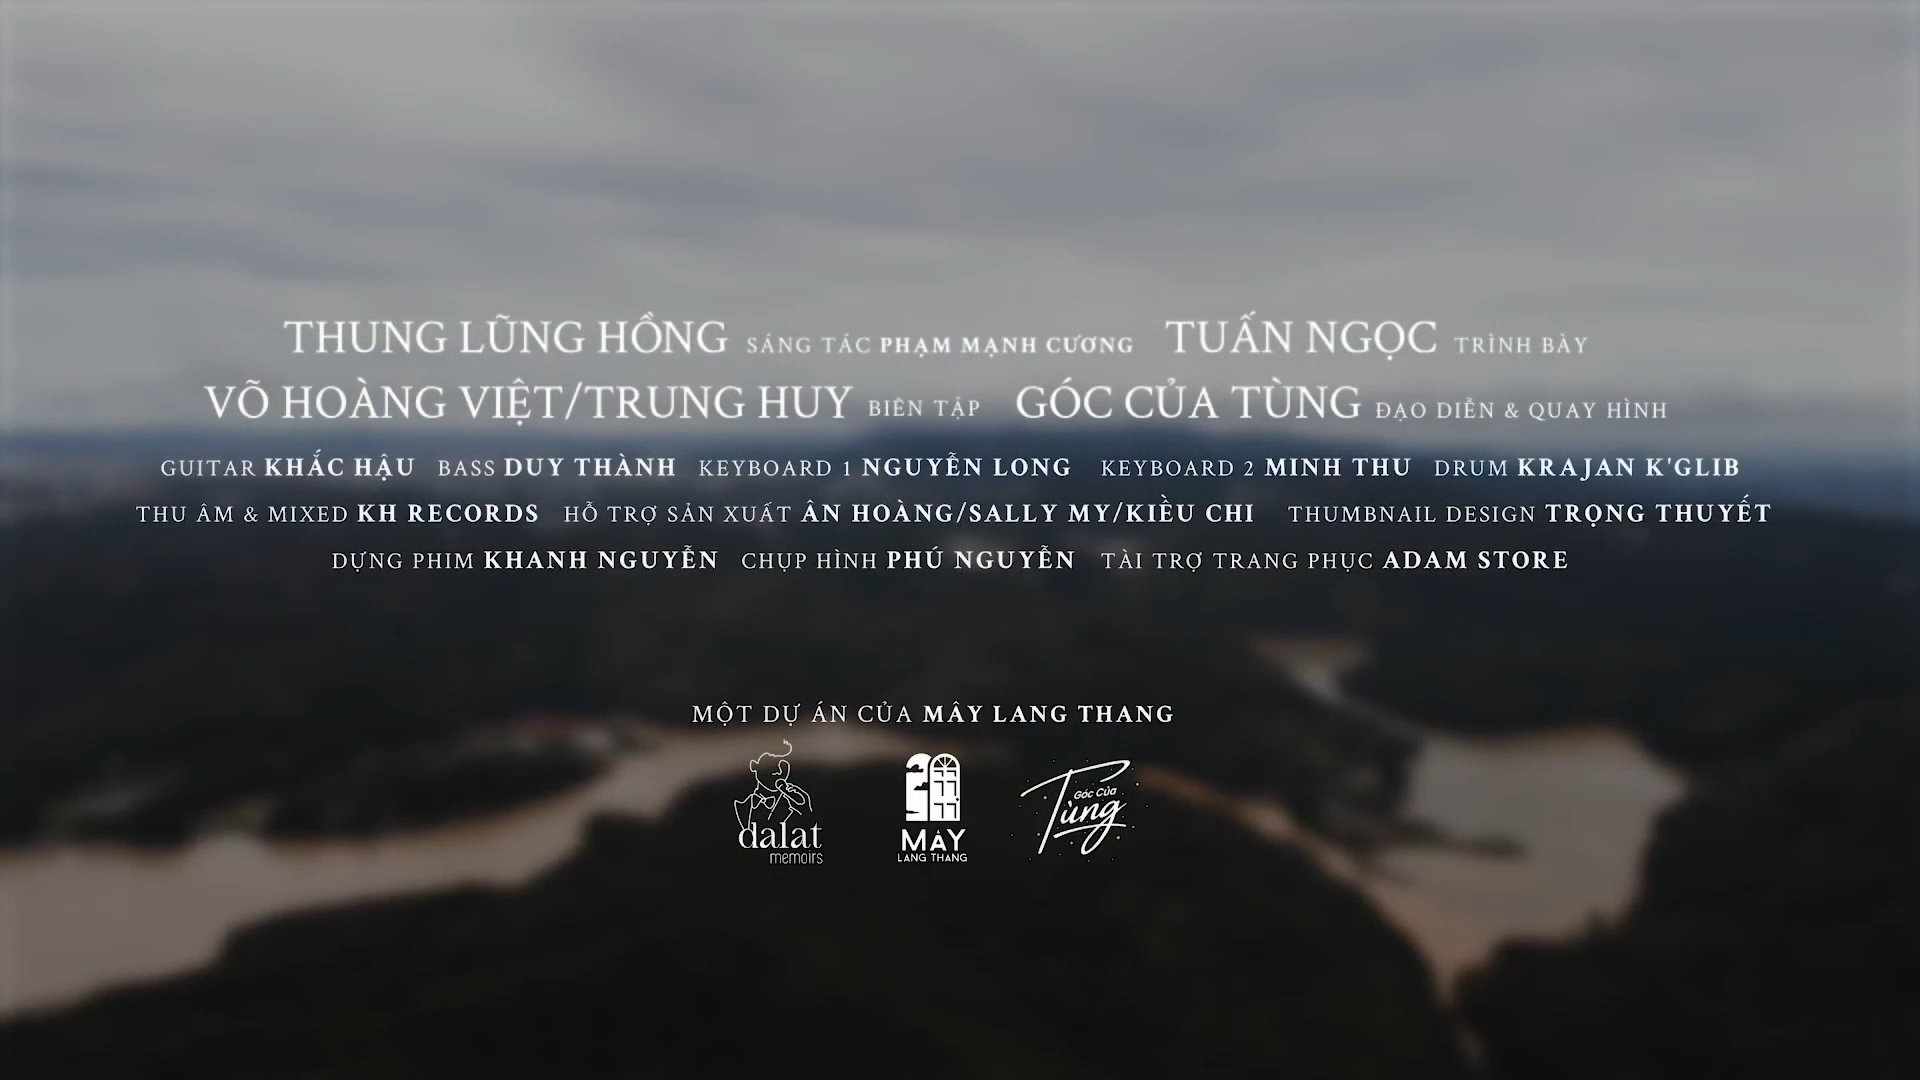 THUNG LŨNG HỒNG SÁNG TÁC PHẠM MẠNH CƯƠNG TUẤN NGỌC TRÌNH BÀY
VÕ HOÀNG VIỆT/TRUNG HUY BIÊN TẬP GÓC CỦA TÙNG ĐẠO DIỄN & QUAY HÌNH
GUITAR KHẮC HẬU BASS DUY THÀNH KEYBOARD 1 NGUYỄN LONG KEYBOARD 2 MINH THU DRUM KRAJAN K'GLIB
THU ÂM & MIXED KH RECORDS HỖ TRỢ SẢN XUẤT ÂN HOÀNG/SALLY MY/KIỀU CHI THUMBNAIL DESIGN TRỌNG THUYẾT
DỰNG PHIM KHANH NGUYỄN CHỤP HÌNH PHÚ NGUYỄN TÀI TRỢ TRANG PHỤC ADAM STORE
MỘT DỰ ÁN CỦA MÂY LANG THANG
dalat
memoirs
MÂY
LANG THANG
Góc Của
Tùng